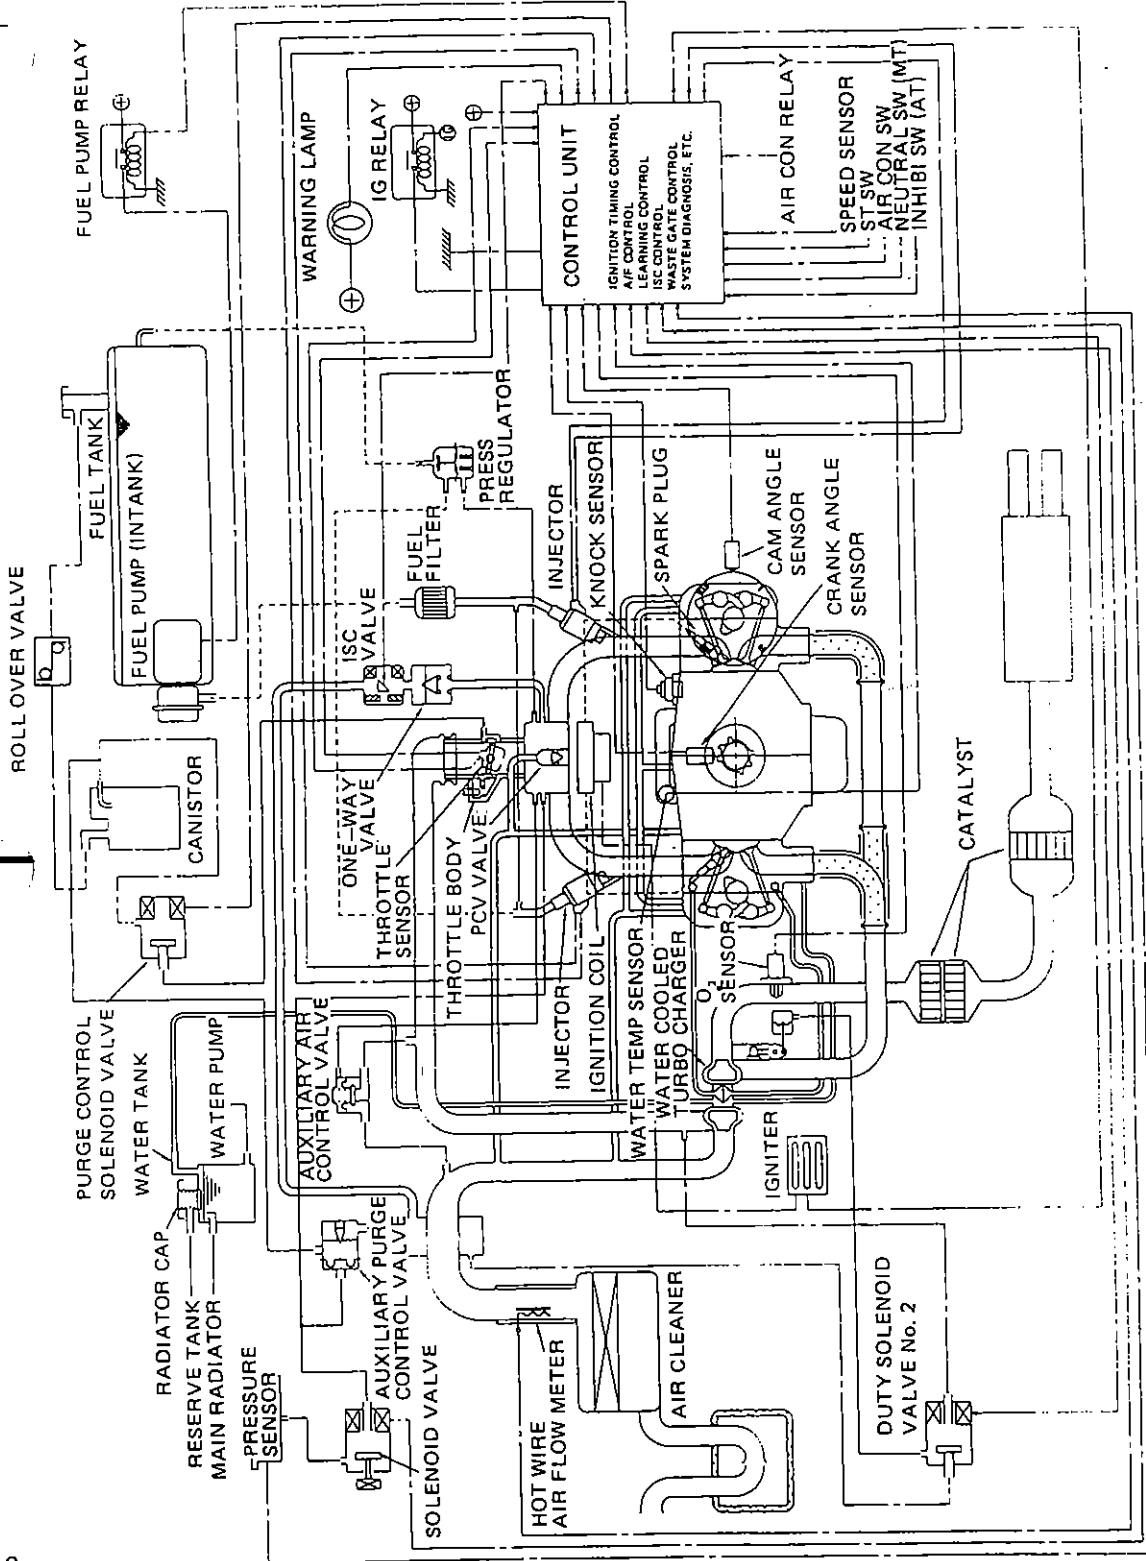 ROLL OVER VALVE
FUEL TANK
FUEL PUMP (INTANK)
FUEL PUMP RELAY
CANISTOR
PURGE CONTROL
SOLENOID VALVE
WATER TANK
WATER PUMP
RADIATOR CAP
RESERVE TANK
MAIN RADIATOR
PRESSURE
SENSOR
SOLENOID VALVE
AUXILIARY PURGE
CONTROL VALVE
AUXILIARY AIR
CONTROL VALVE
ONE-WAY
VALVE
ISC
VALVE
FUEL
FILTER
PRESS
REGULATOR
WARNING LAMP
IG RELAY
THROTTLE
SENSOR
THROTTLE BODY
PCV VALVE
INJECTOR
IGNITION COIL
INJECTOR
KNOCK SENSOR
SPARK PLUG
CAM ANGLE
SENSOR
CRANK ANGLE
SENSOR
WATER TEMP SENSOR
WATER COOLED
TURBO CHARGER
O2
SENSOR
IGNITER
HOT WIRE
AIR FLOW METER
AIR CLEANER
DUTY SOLENOID
VALVE No. 2
CATALYST
CONTROL UNIT
IGNITION TIMING CONTROL
A/F CONTROL
LEARNING CONTROL
ISC CONTROL
WASTE GATE CONTROL
SYSTEM DIAGNOSIS, ETC.
AIR CON RELAY
SPEED SENSOR
ST SW
AIR CON SW
NEUTRAL SW (MT)
INHIBI SW (AT)